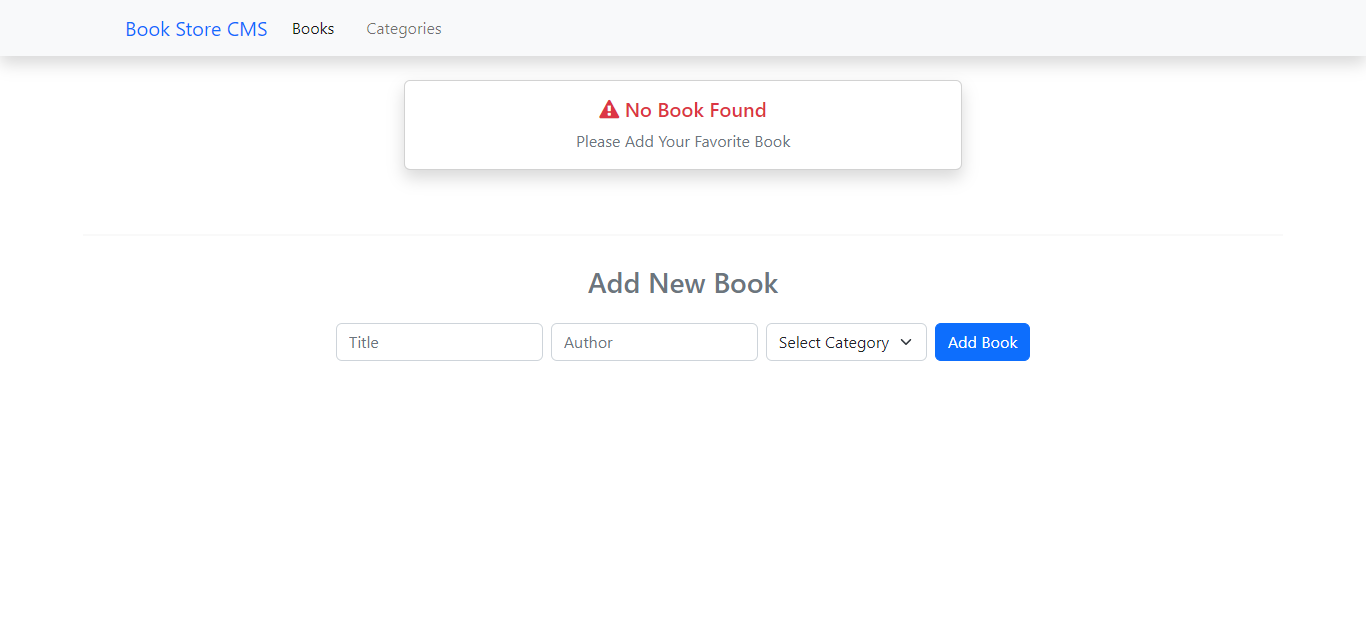 Book Store CMS Books Categories
No Book Found
Please Add Your Favorite Book
Add New Book
Title Author Select Category Add Book